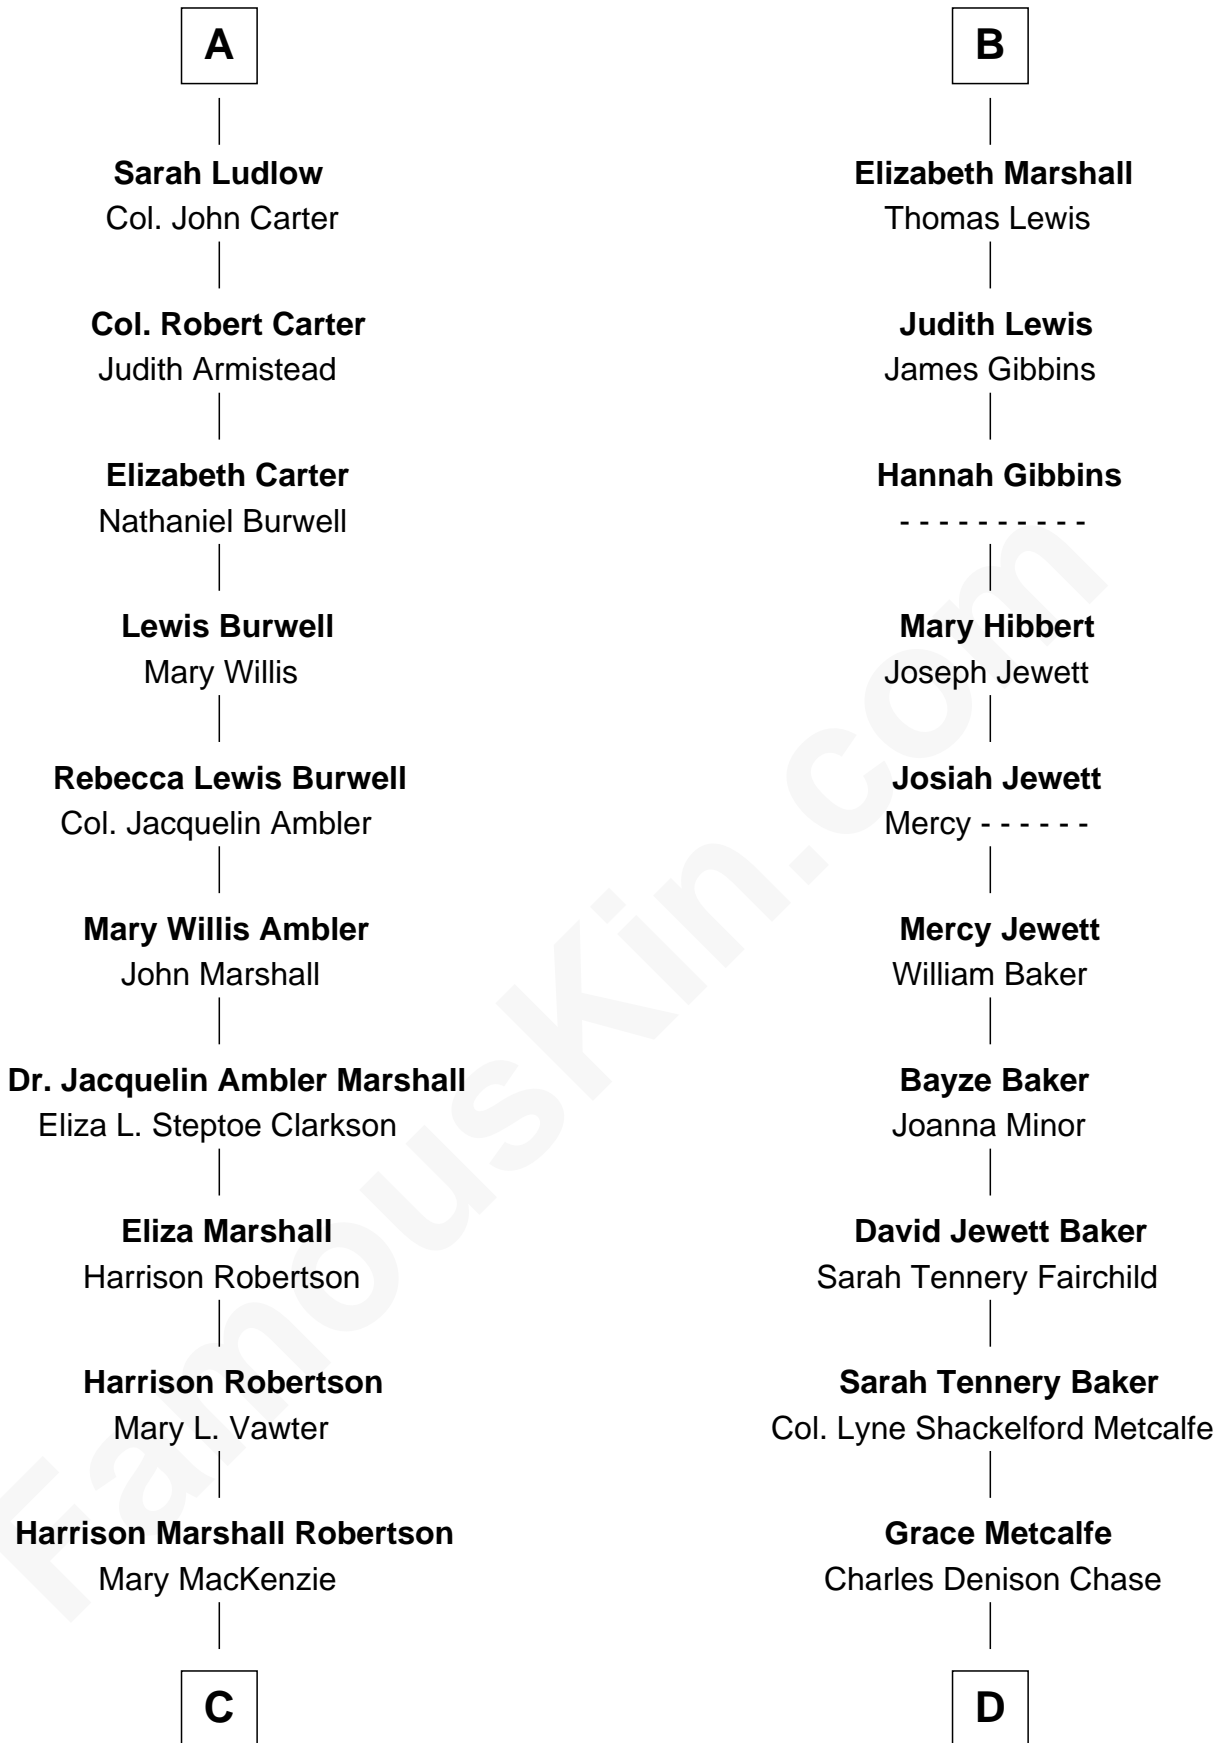 A
Sarah Ludlow
Col. John Carter
Col. Robert Carter
Judith Armistead
Elizabeth Carter
Nathaniel Burwell
Lewis Burwell
Mary Willis
Rebecca Lewis Burwell
Col. Jacquelin Ambler
Mary Willis Ambler
John Marshall
Dr. Jacquelin Ambler Marshall
Eliza L. Steptoe Clarkson
Eliza Marshall
Harrison Robertson
Harrison Robertson
Mary L. Vawter
Harrison Marshall Robertson
Mary MacKenzie
C
B
Elizabeth Marshall
Thomas Lewis
Judith Lewis
James Gibbins
Hannah Gibbins
- - - - - - - - - -
Mary Hibbert
Joseph Jewett
Josiah Jewett
Mercy - - - - - -
Mercy Jewett
William Baker
Bayze Baker
Joanna Minor
David Jewett Baker
Sarah Tennery Fairchild
Sarah Tennery Baker
Col. Lyne Shackelford Metcalfe
Grace Metcalfe
Charles Denison Chase
D
FamousKin.com